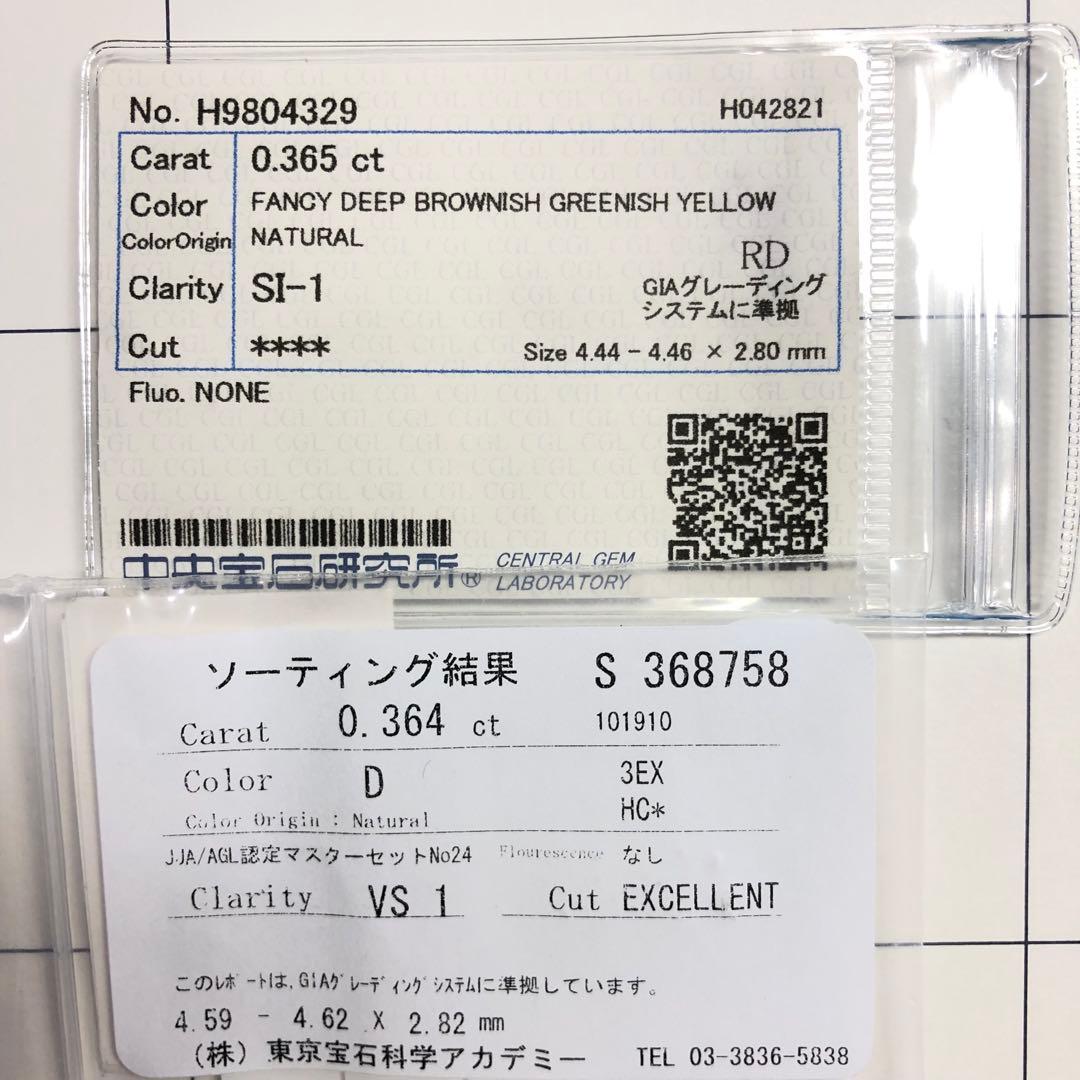 No. H9804329 H042821
Carat 0.365 ct
Color FANCY DEEP BROWNISH GREENISH YELLOW
ColorOrigin NATURAL
RD
Clarity SI-1 GIAグレーディング
システムに準拠
Cut **** Size 4.44 - 4.46 × 2.80 mm
Fluo. NONE
中央宝石研究所® CENTRAL GEM
LABORATORY
ソーティング結果 S 368758
Carat 0.364 ct 101910
Color D 3EX
Color Origin : Natural HC*
JJA/AGL認定マスターセットNo24 Flourescence なし
Clarity VS 1 Cut EXCELLENT
このレポートは,GIAグレーディングシステムに準拠しています。
4.59 - 4.62 X 2.82 mm
(株) 東京宝石科学アカデミー TEL 03-3836-5838